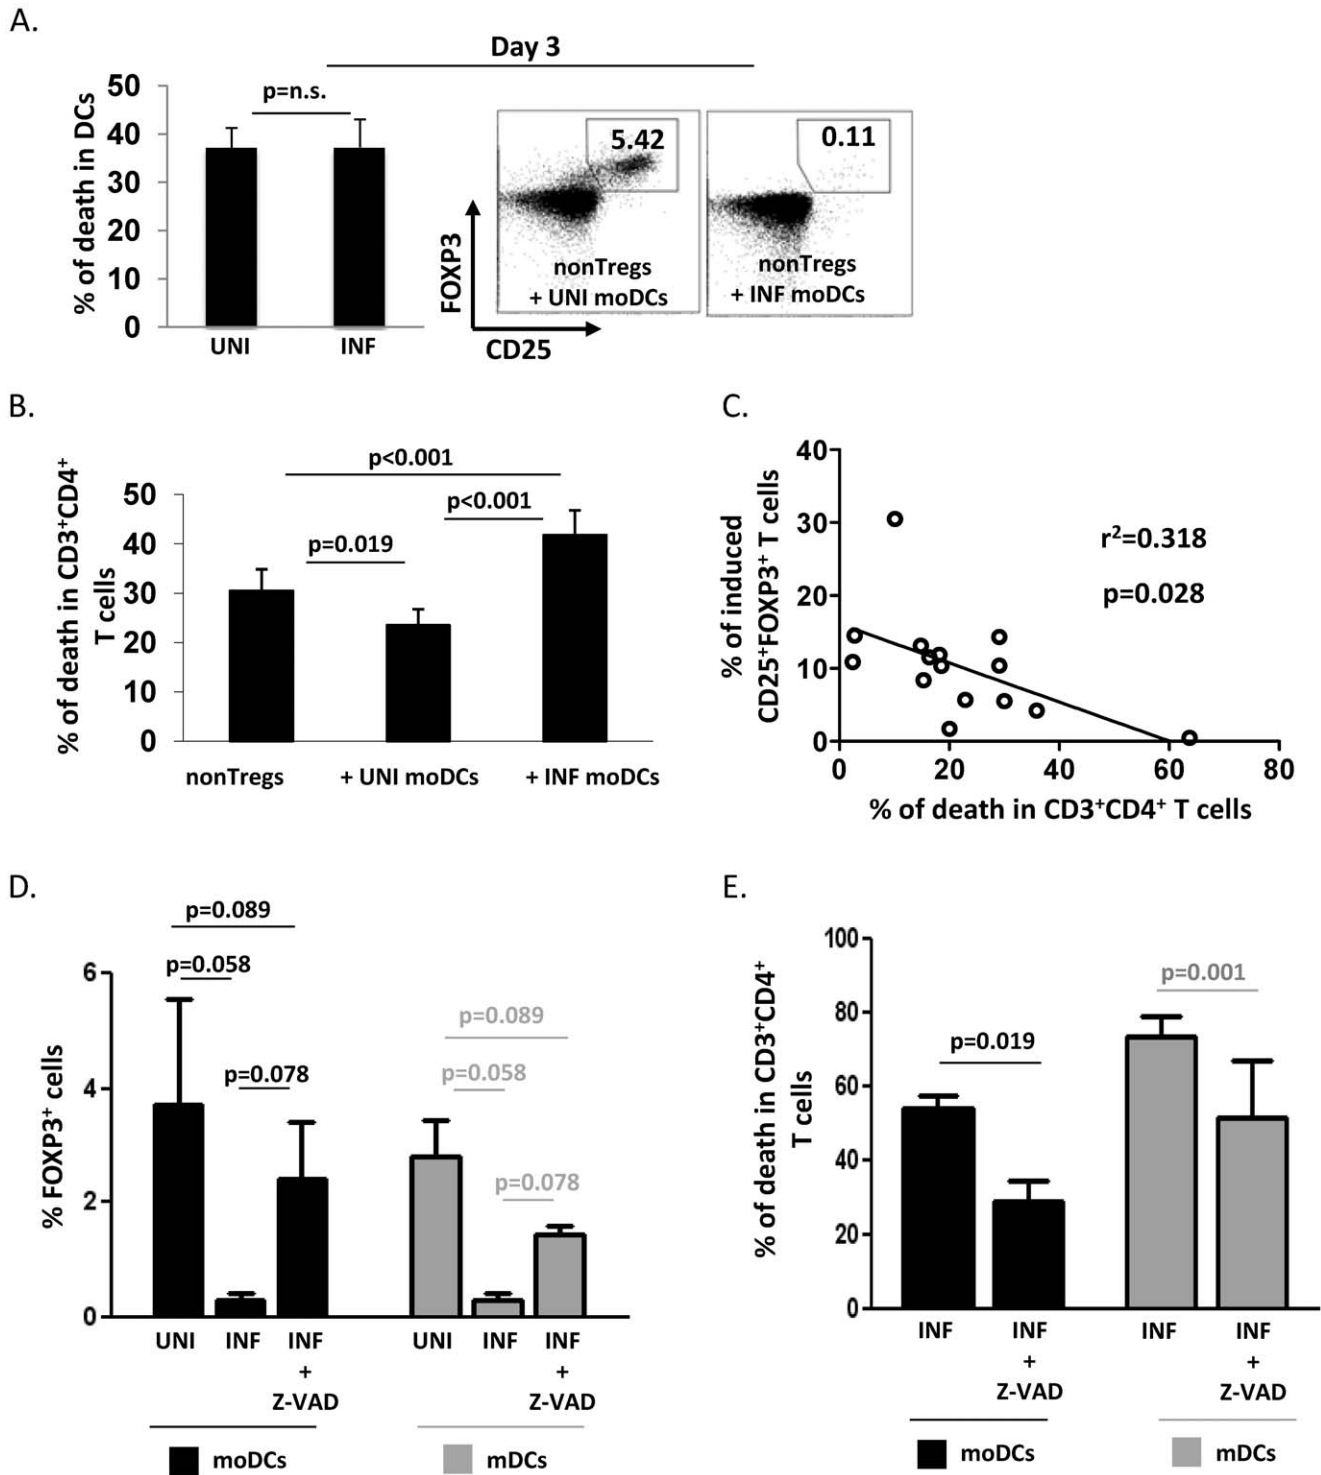 A.
Day 3
50
40
30
20
10
0
% of death in DCs
p=n.s.
UNI
INF
FOXP3
CD25
5.42
nonTregs
+ UNI moDCs
0.11
nonTregs
+ INF moDCs
B.
% of death in CD3⁺CD4⁺
T cells
50
40
30
20
10
0
p<0.001
p<0.001
p=0.019
nonTregs
+ UNI moDCs
+ INF moDCs
C.
% of induced
CD25⁺FOXP3⁺ T cells
40
30
20
10
0
r²=0.318
p=0.028
0
20
40
60
80
% of death in CD3⁺CD4⁺ T cells
D.
% FOXP3⁺ cells
6
4
2
0
p=0.089
p=0.058
p=0.078
p=0.089
p=0.058
p=0.078
UNI
INF
INF
+
Z-VAD
UNI
INF
INF
+
Z-VAD
moDCs
mDCs
E.
% of death in CD3⁺CD4⁺
T cells
100
80
60
40
20
0
p=0.019
p=0.001
INF
INF
+
Z-VAD
INF
INF
+
Z-VAD
moDCs
mDCs